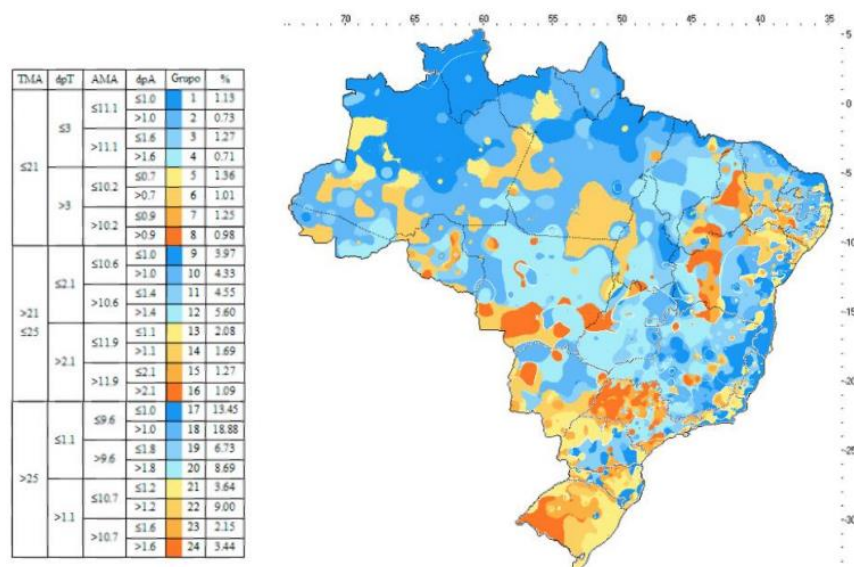 70 65 60 55 50 45 40 35
5
0
-5
-10
-15
-20
-25
-30
TMA dpT AMA dpA Grupo %
≤21 ≤3 ≤11.1 ≤1.0 1 1.13
>1.0 2 0.73
>11.1 ≤1.6 3 1.27
>1.6 4 0.71
>3 ≤10.2 ≤0.7 5 1.36
>0.7 6 1.01
>10.2 ≤0.9 7 1.25
>0.9 8 0.98
>21 ≤25 ≤2.1 ≤10.6 ≤1.0 9 3.97
>1.0 10 4.33
>10.6 ≤1.4 11 4.55
>1.4 12 5.60
>2.1 ≤11.9 ≤1.1 13 2.08
>1.1 14 1.69
>11.9 ≤2.1 15 1.27
>2.1 16 1.09
>25 ≤1.1 ≤9.6 ≤1.0 17 13.45
>1.0 18 18.88
>9.6 ≤1.8 19 6.73
>1.8 20 8.69
>1.1 ≤10.7 ≤1.2 21 3.64
>1.2 22 9.00
>10.7 ≤1.6 23 2.15
>1.6 24 3.44